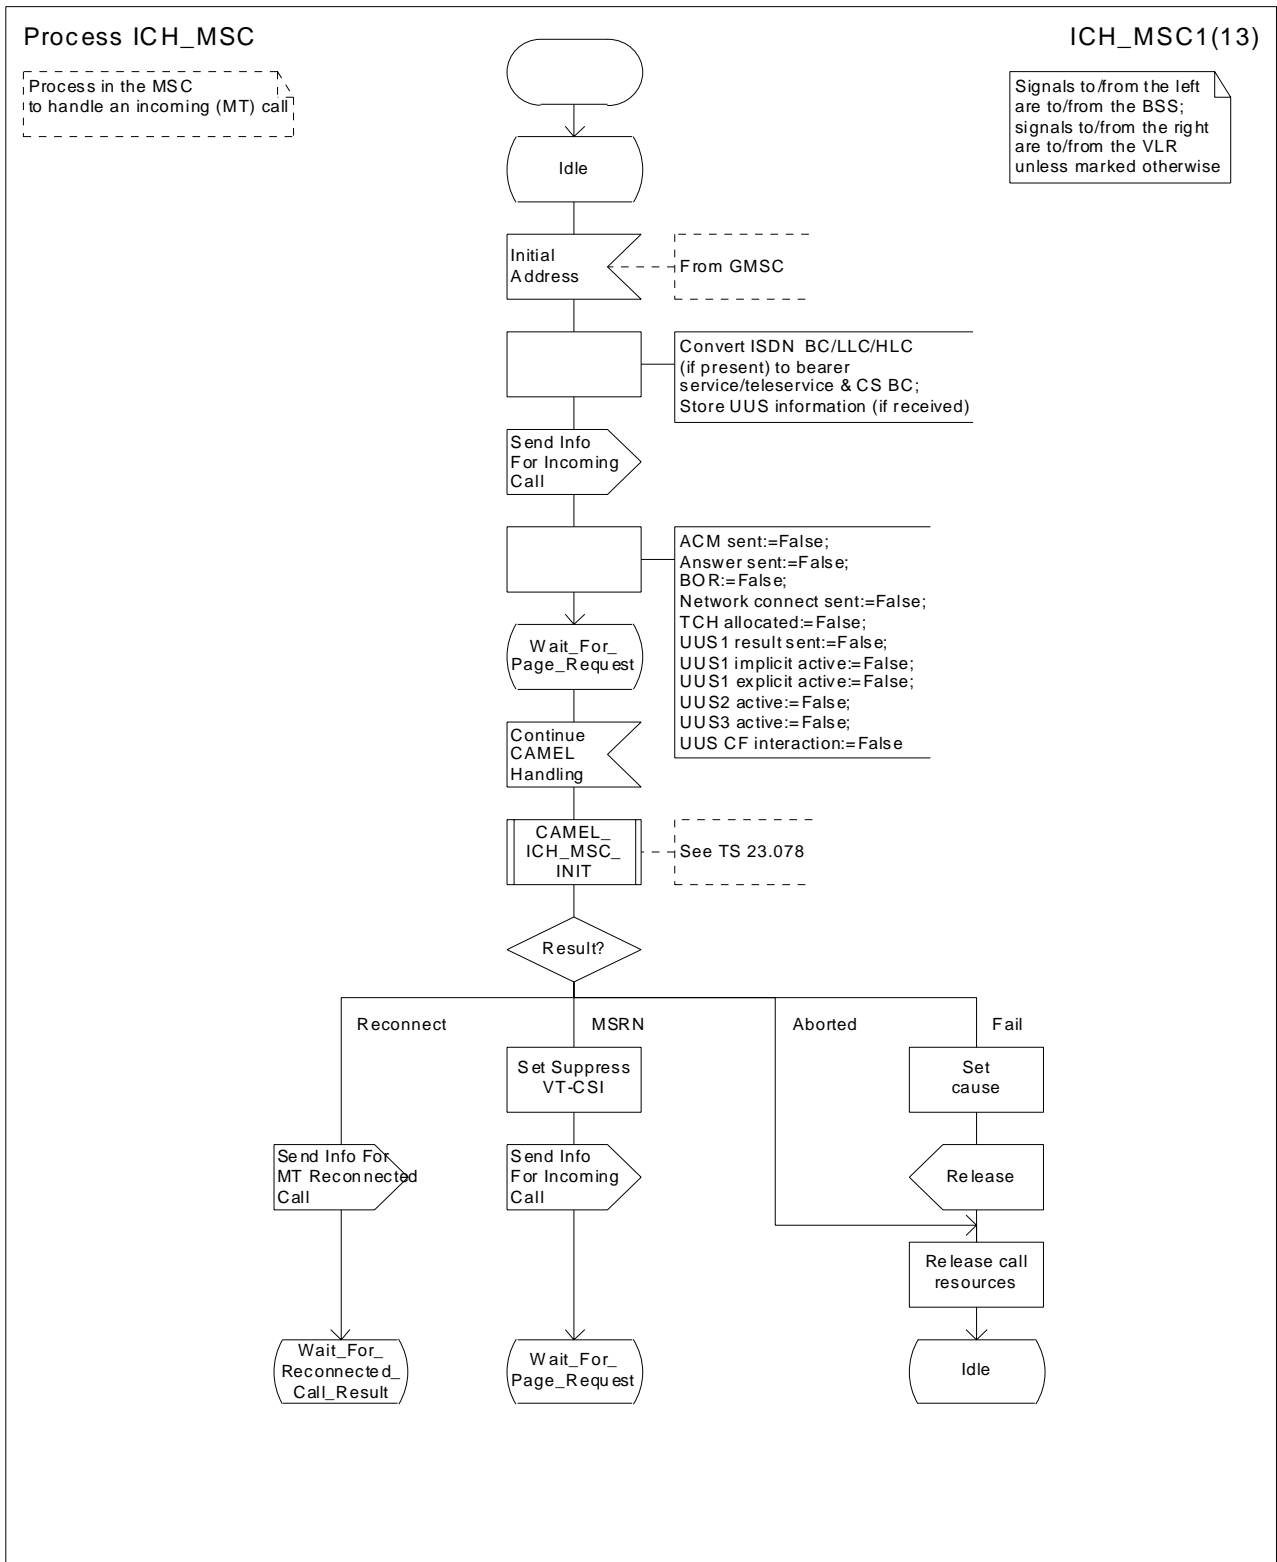 Process ICH_MSC
ICH_MSC1(13)
Process in the MSC
to handle an incoming (MT) call
Signals to/from the left
are to/from the BSS;
signals to/from the right
are to/from the VLR
unless marked otherwise
Idle
Initial
Address
From GMSC
Convert ISDN BC/LLC/HLC
(if present) to bearer
service/teleservice & CS BC;
Store UUS information (if received)
Send Info
For Incoming
Call
ACM sent:=False;
Answer sent:=False;
BOR:=False;
Network connect sent:=False;
TCH allocated:=False;
UUS1 result sent:=False;
UUS1 implicit active:=False;
UUS1 explicit active:=False;
UUS2 active:=False;
UUS3 active:=False;
UUS CF interaction:=False
Wait_For_
Page_Request
Continue
CAMEL
Handling
CAMEL_
ICH_MSC_
INIT
See TS 23.078
Result?
Reconnect
MSRN
Aborted
Fail
Set Suppress
VT-CSI
Set
cause
Send Info For
MT Reconnected
Call
Send Info
For Incoming
Call
Release
Release call
resources
Wait_For_
Reconnected_
Call_Result
Wait_For_
Page_Request
Idle